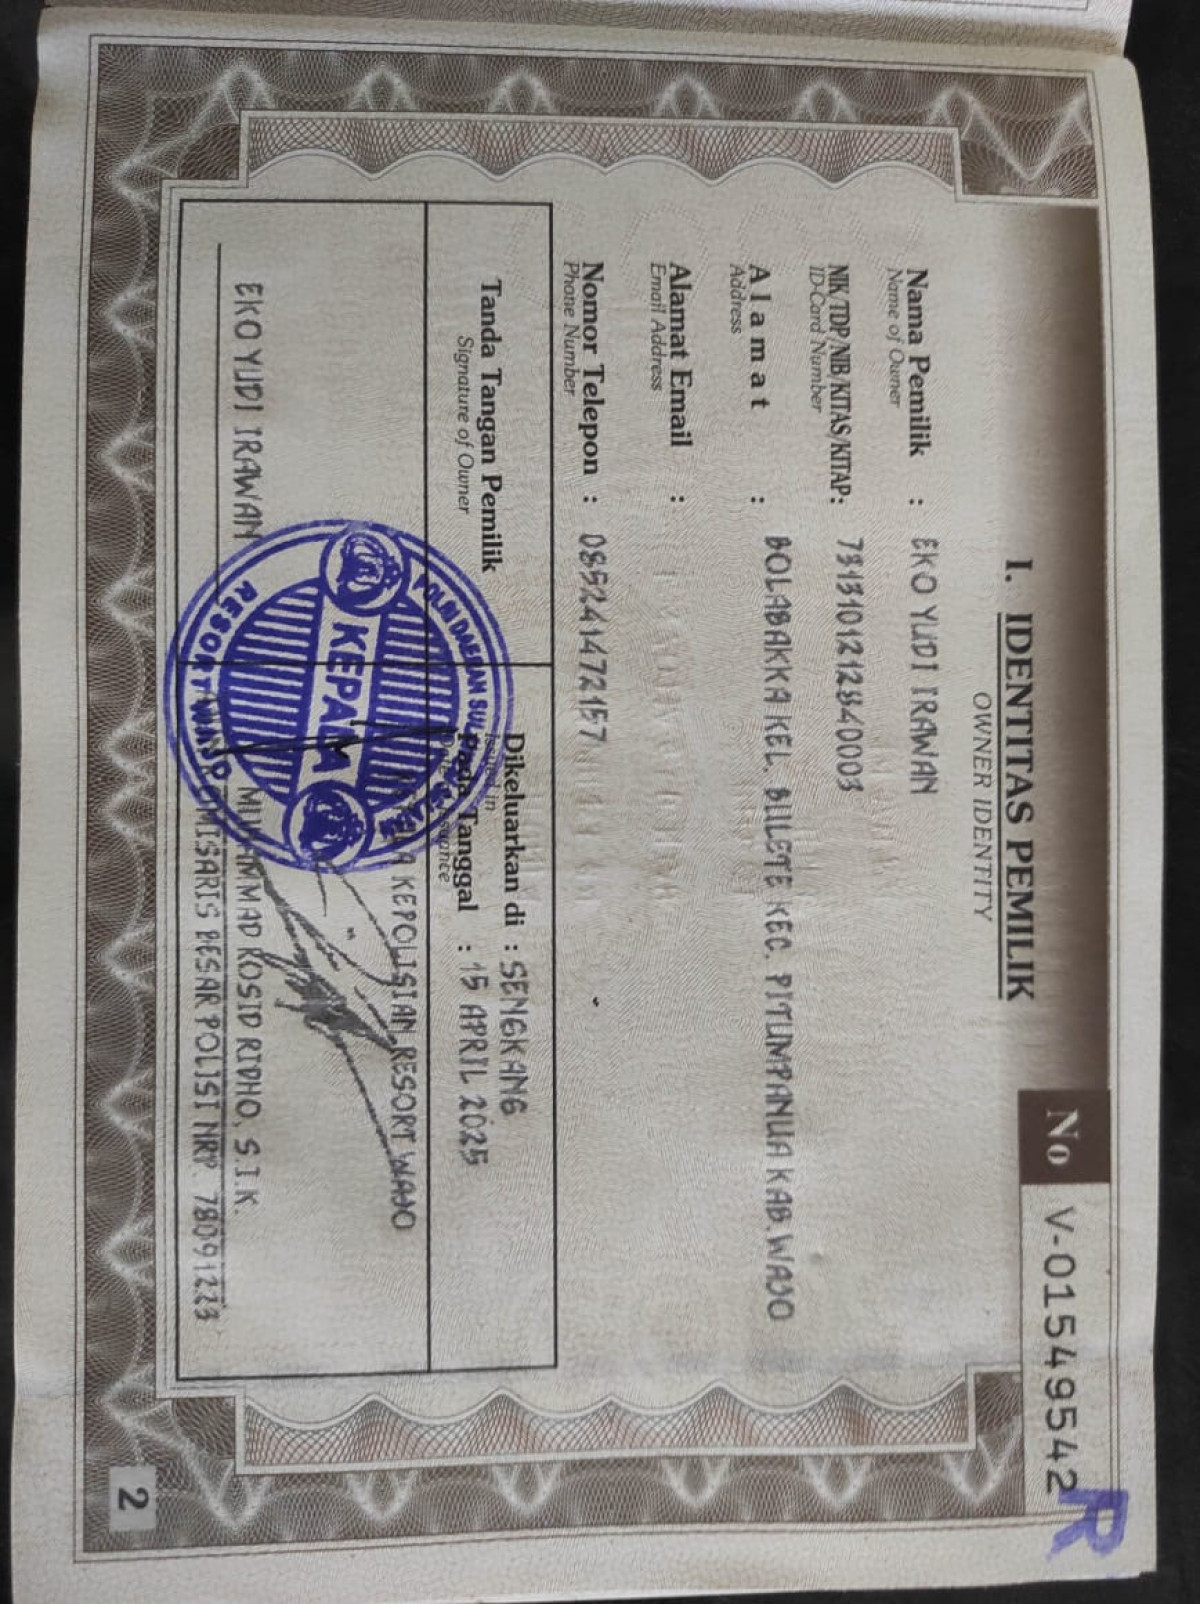 No V-01549542
R
I. IDENTITAS PEMILIK
OWNER IDENTITY
Nama Pemilik : EKO YUDI IRAWAN
Name of Owner
NIK/TDP/NIB/KITAS/KITAP: 7313101212840003
ID-Card Number
Alamat : BOLABAKKA KEL. BULETE KEC. PITUMPANUA KAB.WAJO
Address
Alamat Email :
Email Address
Nomor Telepon : 085241472157
Phone Number
Tanda Tangan Pemilik
Signature of Owner
Dikeluarkan di : SENGKANG
Issued in
Pada Tanggal : 15 APRIL 2025
KEPOLISIAN RESORT WAJO
KEPALA
RESORT WAJO
EKO YUDI IRAWAN
MUHAMMAD ROSID RIDHO, S.I.K.
KOMISARIS BESAR POLISI NRP. 78091223
2